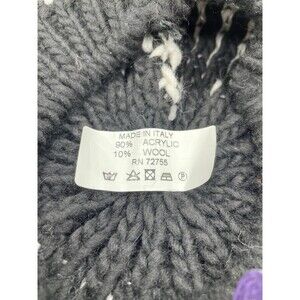 MADE IN ITALY
90% ACRYLIC
10% WOOL
RN 72755
P